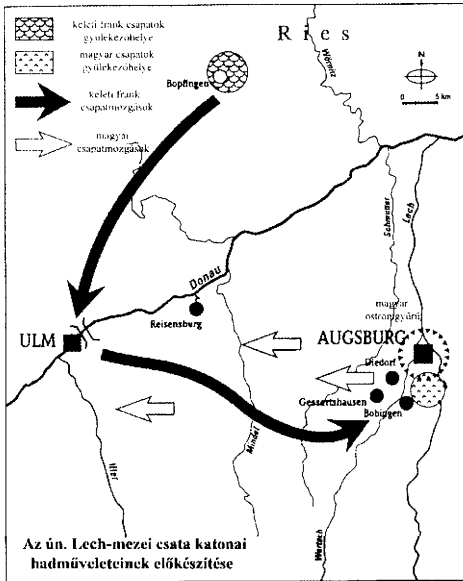 keleti frank csapatok
gyülekezőhelye
magyar csapatok
gyülekezőhelye
keleti frank
csapatmozgások
magyar
csapatmozgások
Ries
Wörnitz
N
0 5 km
Bopfingen
Schmutter
Lech
Donau
Reisensburg
ULM
magyar
ostromgyűrű
AUGSBURG
Diedorf
Gessertshausen
Bobingen
Iller
Mindel
Wertach
Az ún. Lech-mezei csata katonai
hadműveleteinek előkészítése